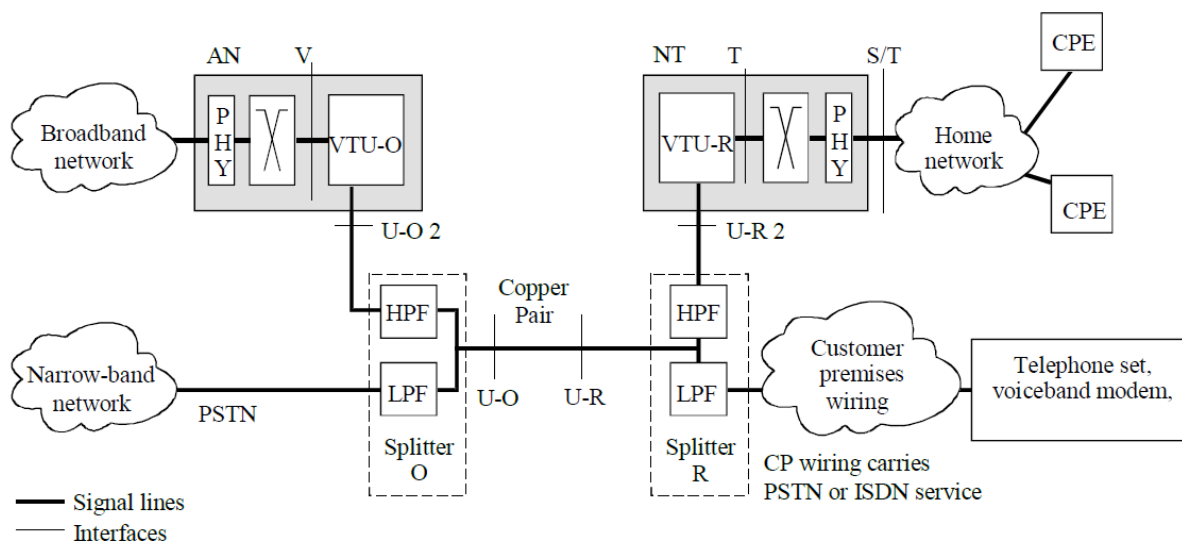 AN
V
NT
T
S/T
CPE
Broadband
network
P
H
Y
VTU-O
VTU-R
P
H
Y
Home
network
CPE
U-O 2
U-R 2
Copper
Pair
HPF
HPF
Narrow-band
network
PSTN
LPF
U-O
U-R
LPF
Customer
premises
wiring
Telephone set,
voiceband modem,
Splitter
O
Splitter
R
CP wiring carries
PSTN or ISDN service
Signal lines
Interfaces